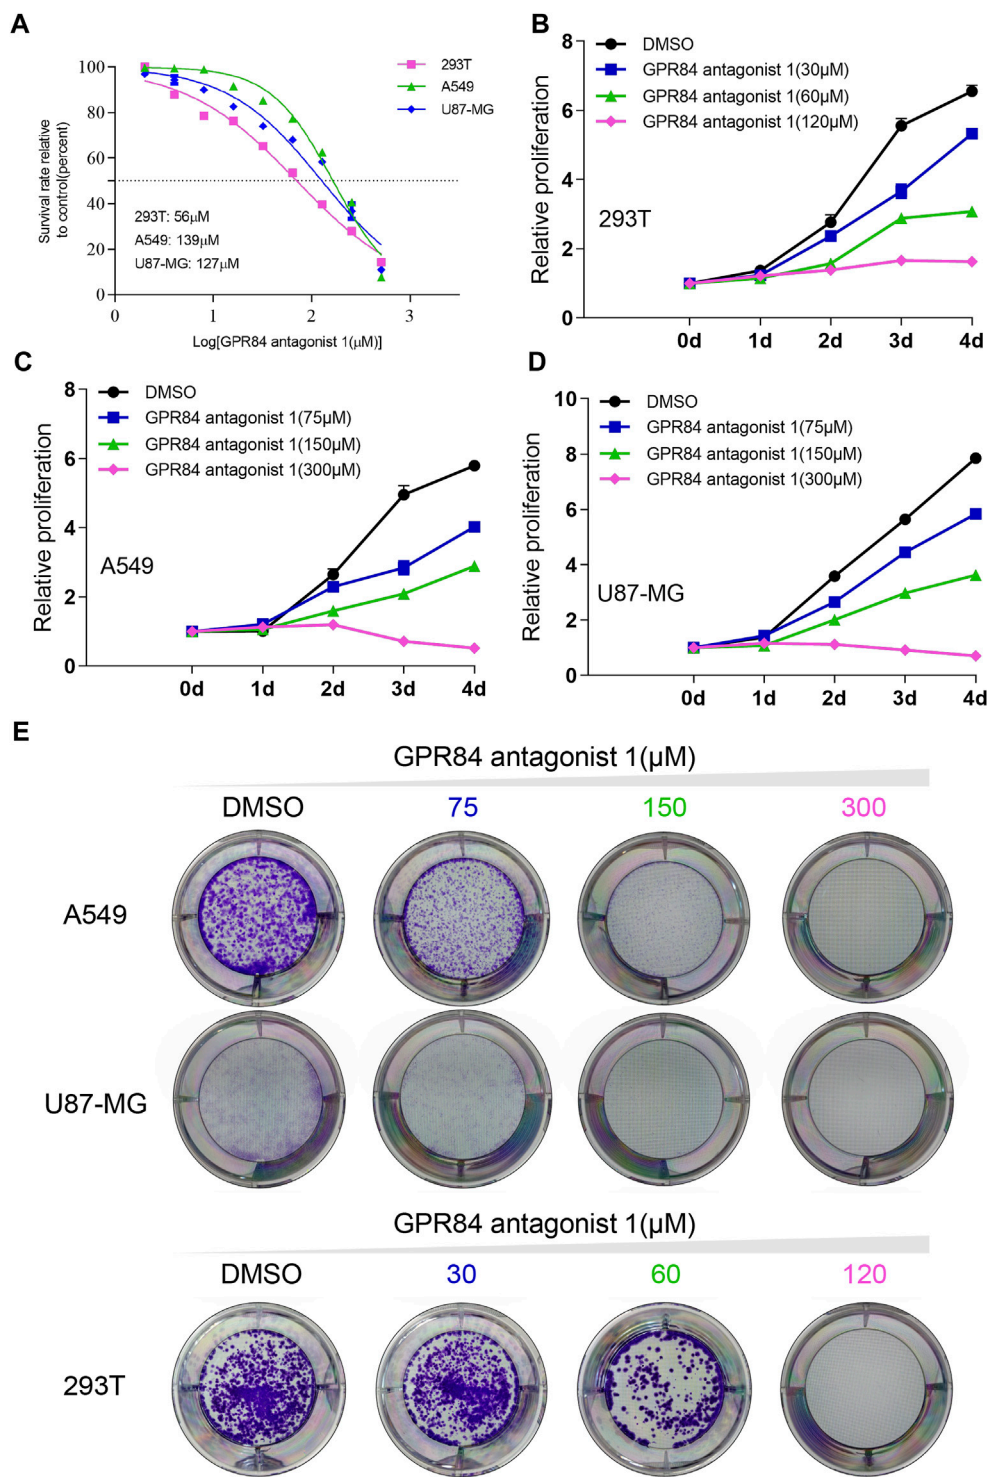 A
293T
A549
U87-MG
Survival rate relative
to control(percent)
100
80
60
40
20
0
293T: 56μM
A549: 139μM
U87-MG: 127μM
0
1
2
3
Log[GPR84 antagonist 1(μM)]
B
DMSO
GPR84 antagonist 1(30μM)
GPR84 antagonist 1(60μM)
GPR84 antagonist 1(120μM)
Relative proliferation
8
6
4
2
0
293T
0d 1d 2d 3d 4d
C
DMSO
GPR84 antagonist 1(75μM)
GPR84 antagonist 1(150μM)
GPR84 antagonist 1(300μM)
Relative proliferation
8
6
4
2
0
A549
0d 1d 2d 3d 4d
D
DMSO
GPR84 antagonist 1(75μM)
GPR84 antagonist 1(150μM)
GPR84 antagonist 1(300μM)
Relative proliferation
10
8
6
4
2
0
U87-MG
0d 1d 2d 3d 4d
E
GPR84 antagonist 1(μM)
DMSO 75 150 300
A549
U87-MG
GPR84 antagonist 1(μM)
DMSO 30 60 120
293T